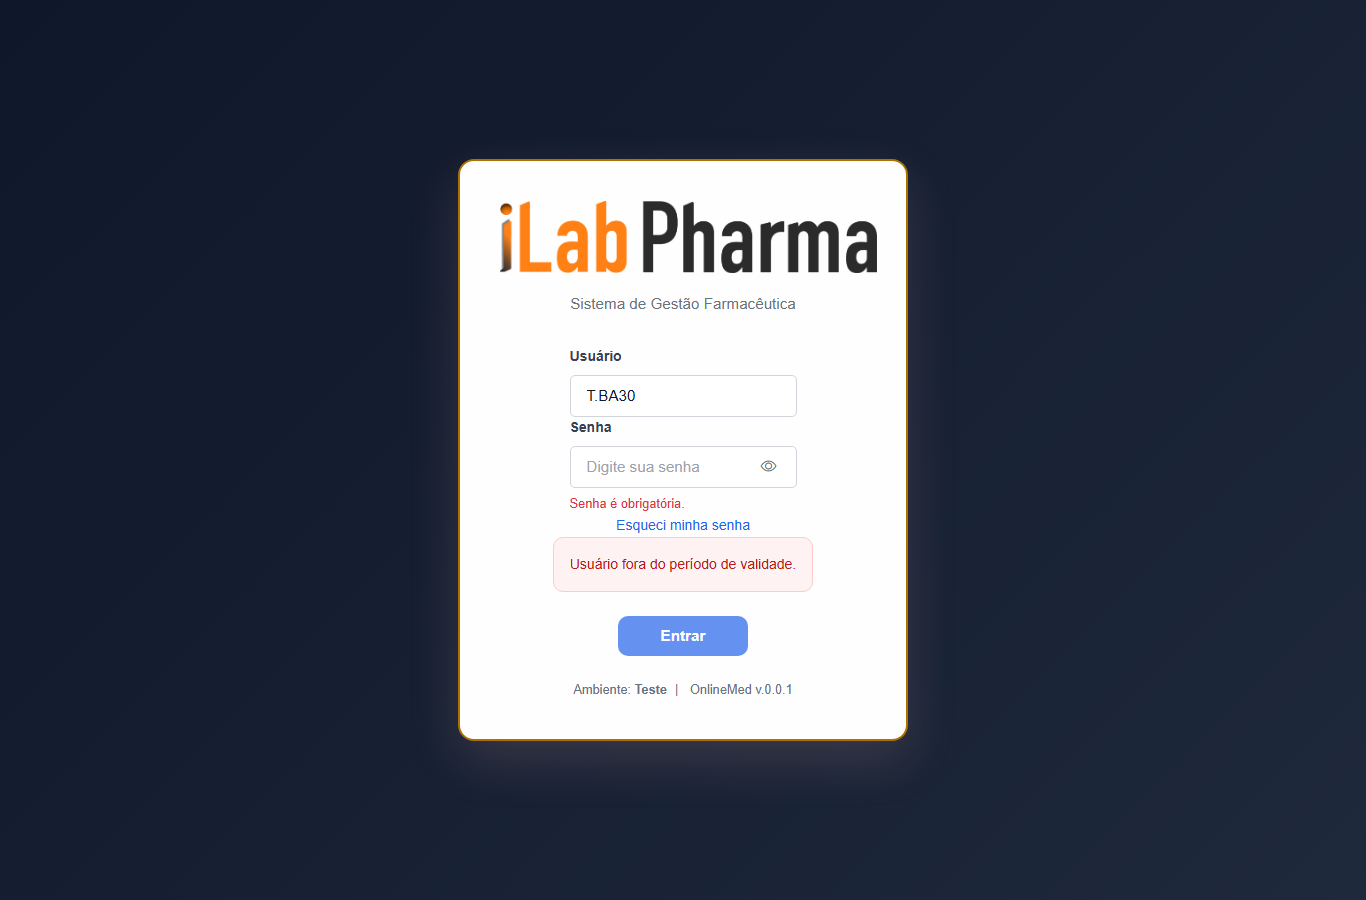 iLab Pharma
Sistema de Gestão Farmacêutica
Usuário
T.BA30
Senha
Digite sua senha
Senha é obrigatória.
Esqueci minha senha
Usuário fora do período de validade.
Entrar
Ambiente: Teste | OnlineMed v.0.0.1